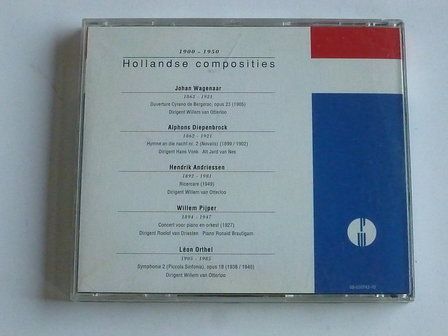 1900 - 1950
Hollandse composities
Johan Wagenaar
1862 - 1921
Ouverture Cyrano de Bergerac, opus 23 (1905)
Dirigent Willem van Otterloo
Alphons Diepenbrock
1862 - 1921
Hymne an die nacht nr. 2 (Novalis) (1899 / 1902)
Dirigent Hans Vonk Alt Jard van Nes
Hendrik Andriessen
1892 - 1981
Ricercare (1949)
Dirigent Willem van Otterloo
Willem Pijper
1894 - 1947
Concert voor piano en orkest (1927)
Dirigent Roelof van Driesten Piano Ronald Brautigam
Léon Orthel
1905 - 1985
Symphonie 2 (Piccola Sinfonia), opus 18 (1938 / 1940)
Dirigent Willem van Otterloo